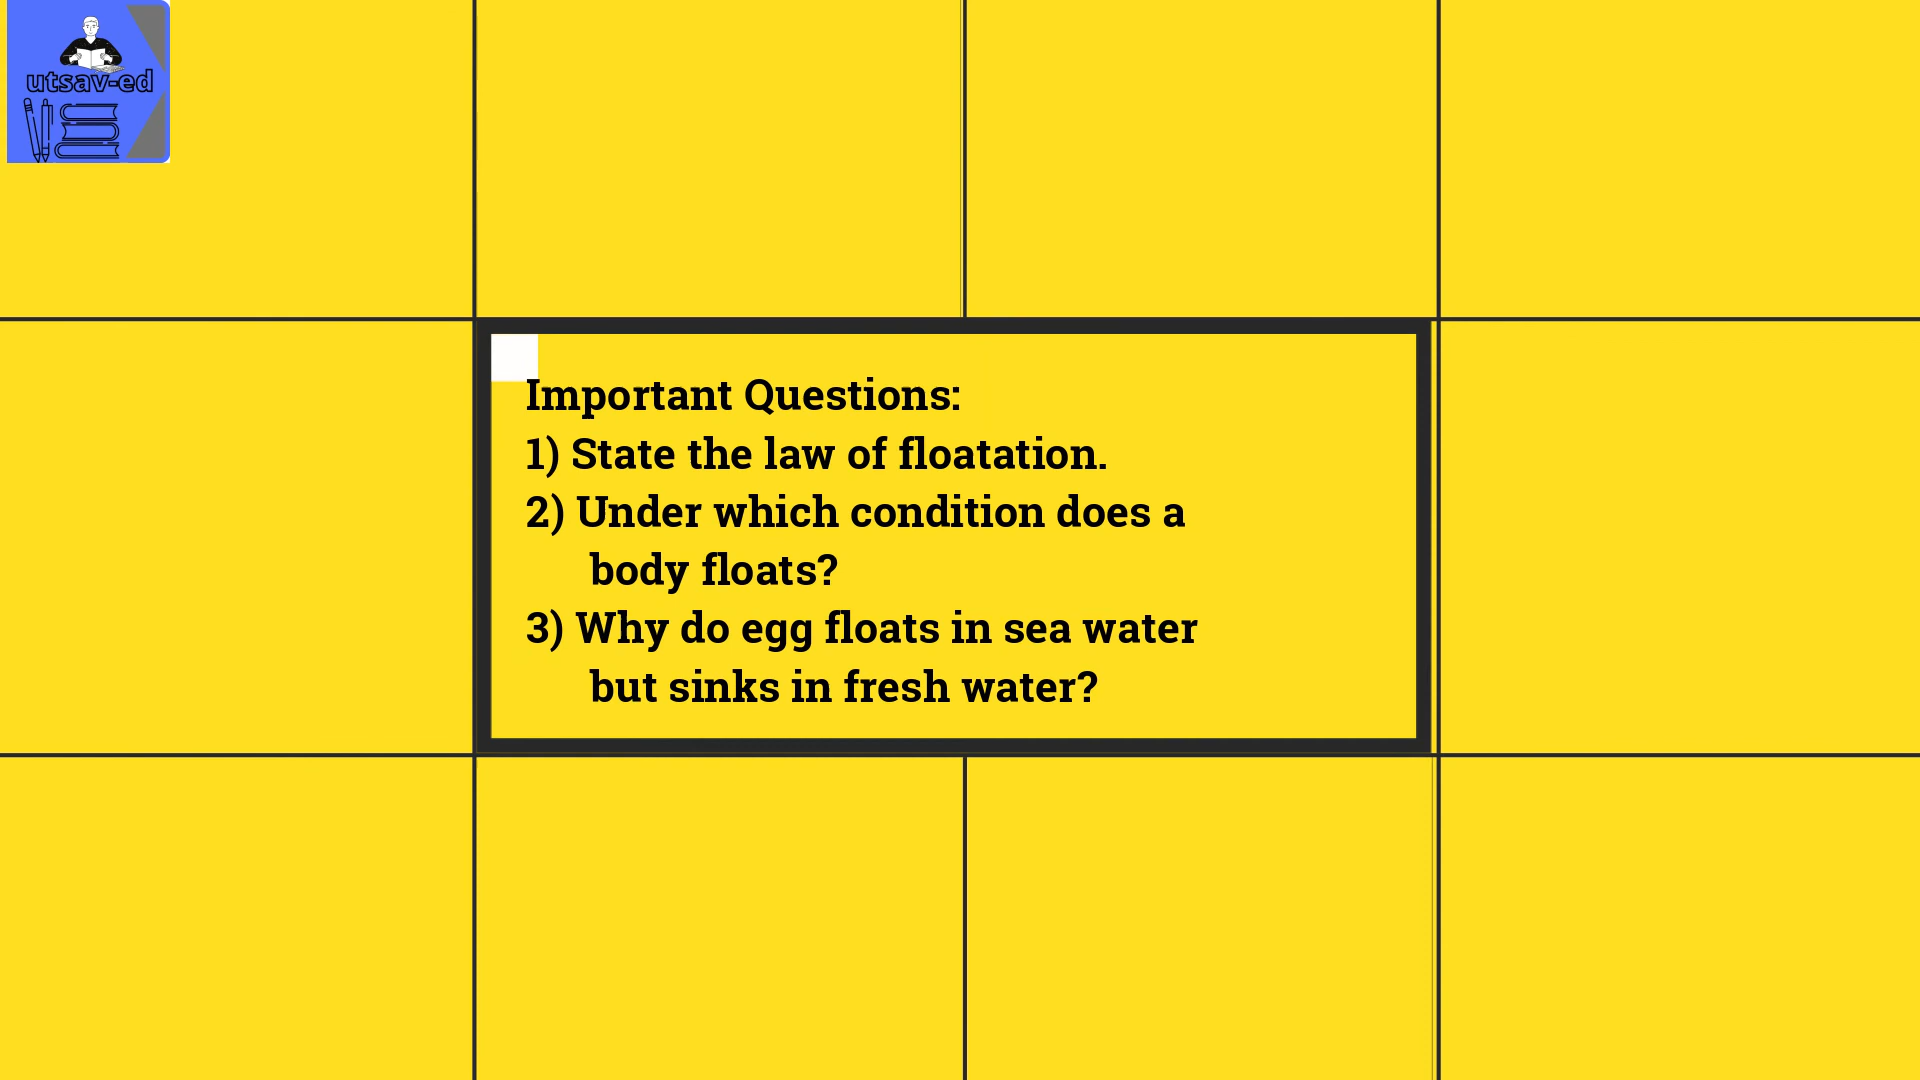 utsav-ed
Important Questions:
1) State the law of floatation.
2) Under which condition does a
body floats?
3) Why do egg floats in sea water
but sinks in fresh water?